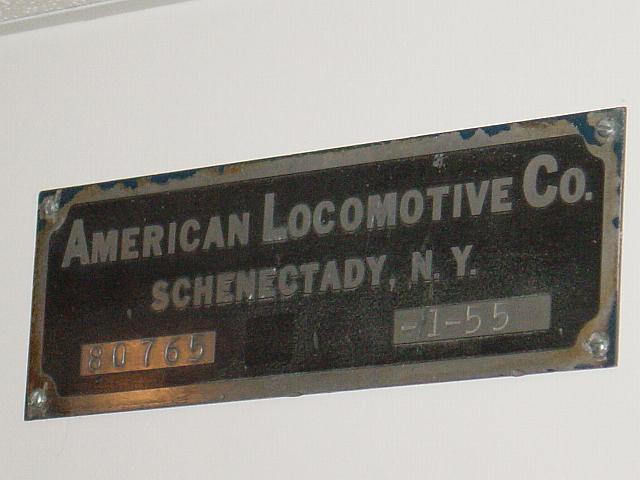 AMERICAN LOCOMOTIVE CO.
SCHENECTADY, N. Y.
80765 -1-55